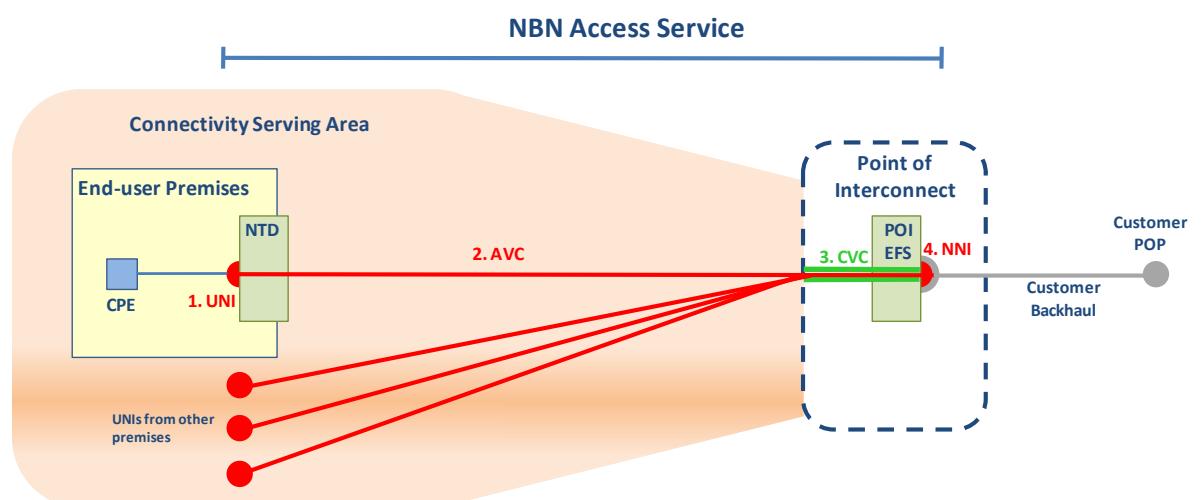 NBN Access Service
Connectivity Serving Area
End-user Premises
NTD
CPE
1. UNI
2. AVC
UNIs from other
premises
Point of
Interconnect
POI
EFS
3. CVC
4. NNI
Customer
POP
Customer
Backhaul